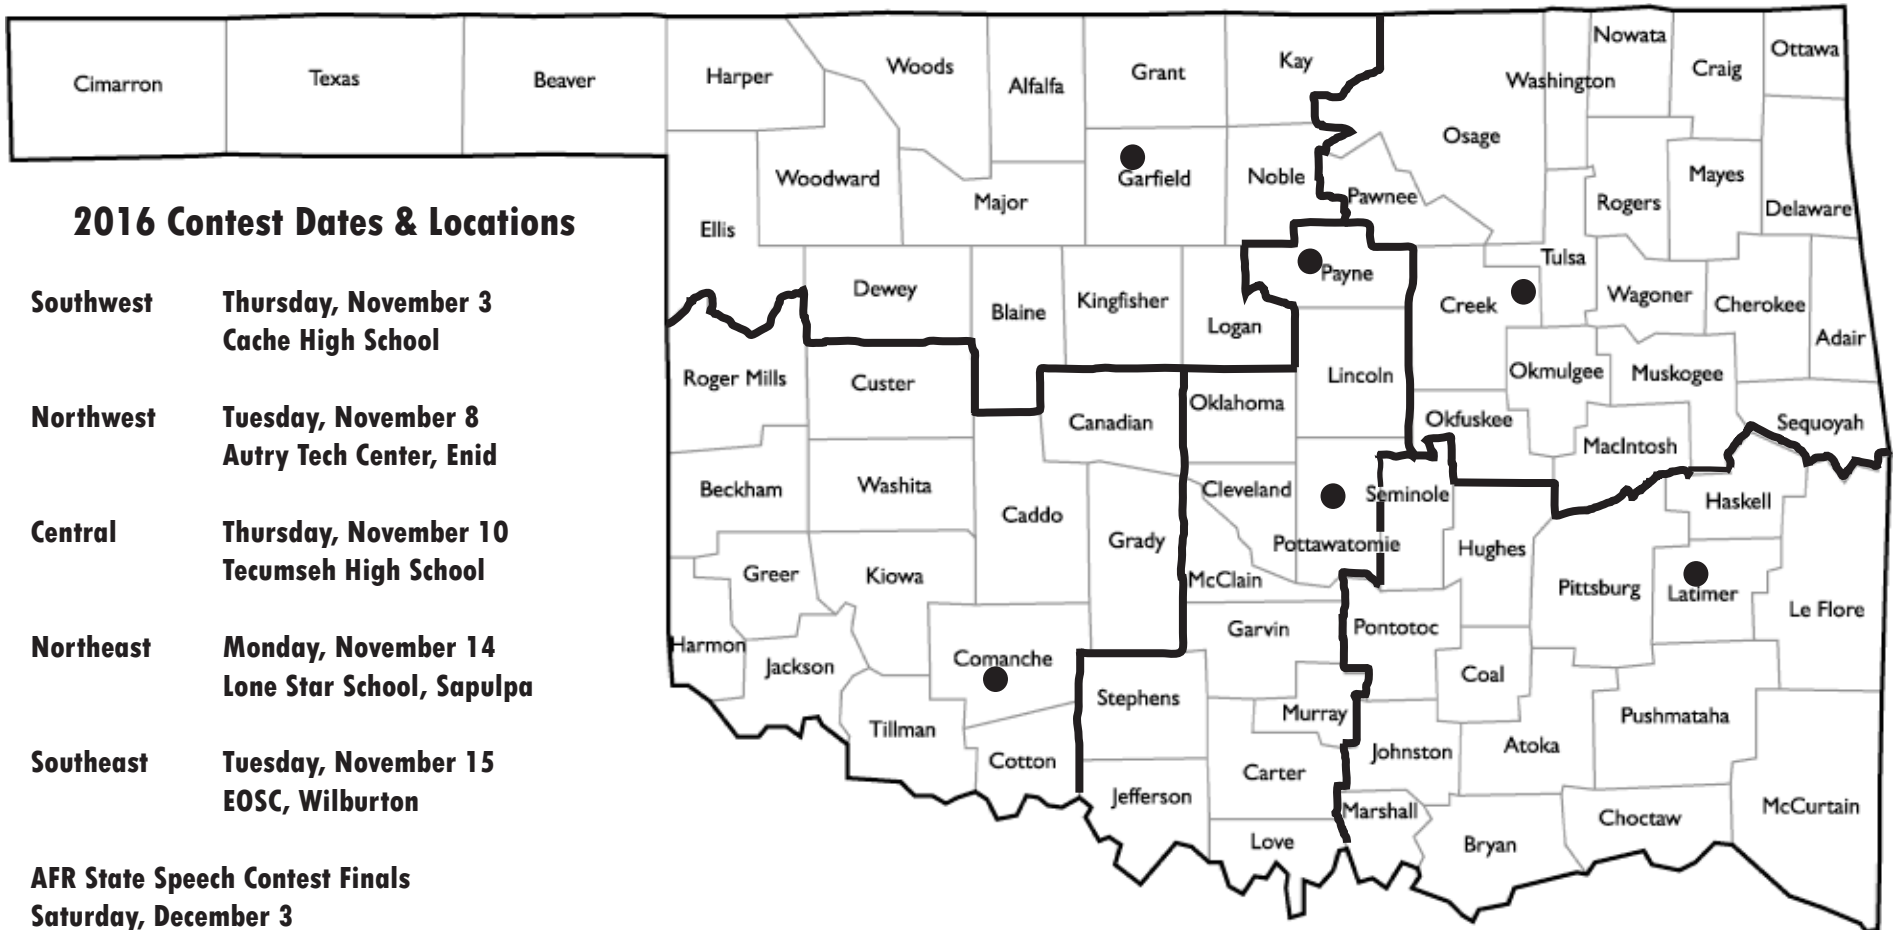 2016 Contest Dates & Locations
Southwest Thursday, November 3
Cache High School
Northwest Tuesday, November 8
Autry Tech Center, Enid
Central Thursday, November 10
Tecumseh High School
Northeast Monday, November 14
Lone Star School, Sapulpa
Southeast Tuesday, November 15
EOSC, Wilburton
AFR State Speech Contest Finals
Saturday, December 3
Cimarron
Texas
Beaver
Harper
Woods
Alfalfa
Grant
Kay
Washington
Nowata
Craig
Ottawa
Osage
Woodward
Major
Garfield
Noble
Pawnee
Rogers
Mayes
Delaware
Ellis
Dewey
Blaine
Kingfisher
Logan
Payne
Creek
Tulsa
Wagoner
Cherokee
Adair
Roger Mills
Custer
Canadian
Oklahoma
Lincoln
Okfuskee
Okmulgee
Muskogee
MacIntosh
Sequoyah
Beckham
Washita
Caddo
Grady
Cleveland
Pottawatomie
Seminole
Hughes
Haskell
Greer
Kiowa
McClain
Pittsburg
Latimer
Le Flore
Harmon
Jackson
Comanche
Garvin
Pontotoc
Coal
Tillman
Cotton
Stephens
Murray
Johnston
Atoka
Pushmataha
Jefferson
Carter
Marshall
Love
Bryan
Choctaw
McCurtain